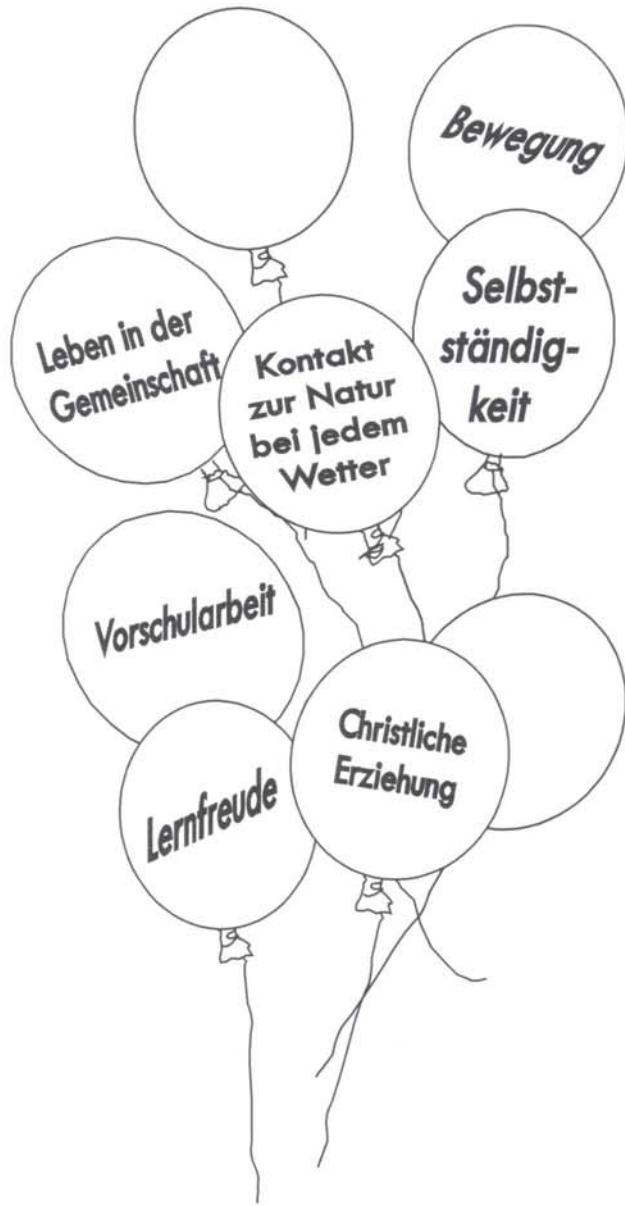 Bewegung
Leben in der
Gemeinschaft
Kontakt
zur Natur
bei jedem
Wetter
Selbst-
ständig-
keit
Vorschularbeit
Lernfreude
Christliche
Erziehung